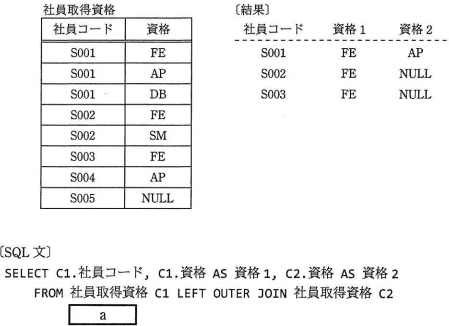 社員取得資格
社員コード 資格
S001 FE
S001 AP
S001 DB
S002 FE
S002 SM
S003 FE
S004 AP
S005 NULL
〔結果〕
社員コード 資格1 資格2
S001 FE AP
S002 FE NULL
S003 FE NULL
〔SQL 文〕
SELECT C1.社員コード, C1.資格 AS 資格1, C2.資格 AS 資格2
FROM 社員取得資格 C1 LEFT OUTER JOIN 社員取得資格 C2
a